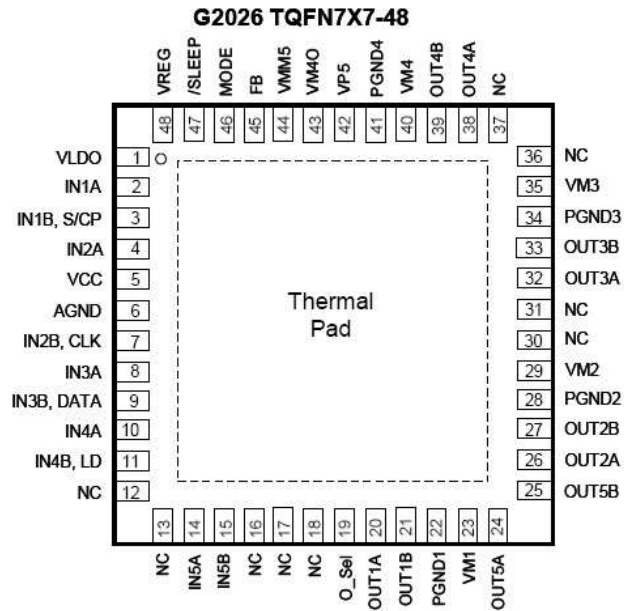 G2026 TQFN7X7-48
VREG
/SLEEP
MODE
FB
VMM5
VM4O
VP5
PGND4
VM4
OUT4B
OUT4A
NC
48
47
46
45
44
43
42
41
40
39
38
37
VLDO 1
IN1A 2
IN1B, S/CP 3
IN2A 4
VCC 5
AGND 6
IN2B, CLK 7
IN3A 8
IN3B, DATA 9
IN4A 10
IN4B, LD 11
NC 12
Thermal
Pad
36 NC
35 VM3
34 PGND3
33 OUT3B
32 OUT3A
31 NC
30 NC
29 VM2
28 PGND2
27 OUT2B
26 OUT2A
25 OUT5B
13
14
15
16
17
18
19
20
21
22
23
24
NC
IN5A
IN5B
NC
NC
NC
O_Sel
OUT1A
OUT1B
PGND1
VM1
OUT5A